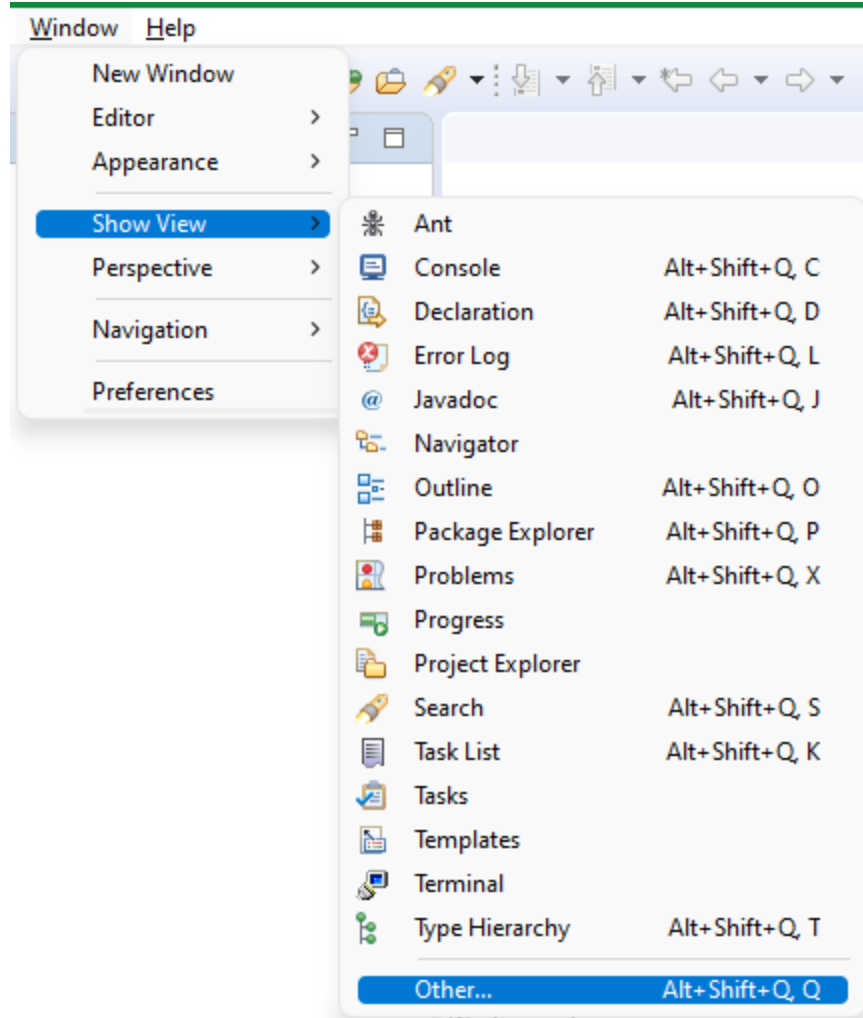 Window Help
New Window
Editor
Appearance
Show View
Perspective
Navigation
Preferences
Ant
Console Alt+Shift+Q, C
Declaration Alt+Shift+Q, D
Error Log Alt+Shift+Q, L
Javadoc Alt+Shift+Q, J
Navigator
Outline Alt+Shift+Q, O
Package Explorer Alt+Shift+Q, P
Problems Alt+Shift+Q, X
Progress
Project Explorer
Search Alt+Shift+Q, S
Task List Alt+Shift+Q, K
Tasks
Templates
Terminal
Type Hierarchy Alt+Shift+Q, T
Other... Alt+Shift+Q, Q